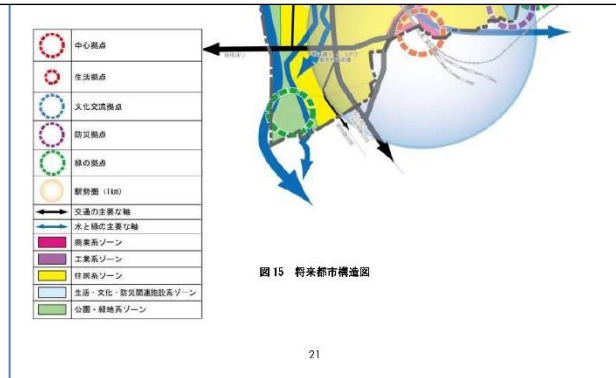 中心拠点
生活拠点
文化交流拠点
防災拠点
緑の拠点
駅勢圏（1km）
交通の主要な軸
水と緑の主要な軸
商業系ゾーン
工業系ゾーン
住居系ゾーン
生活・文化・防災関連施設系ゾーン
公園・緑地系ゾーン
図15 将来都市構造図
21